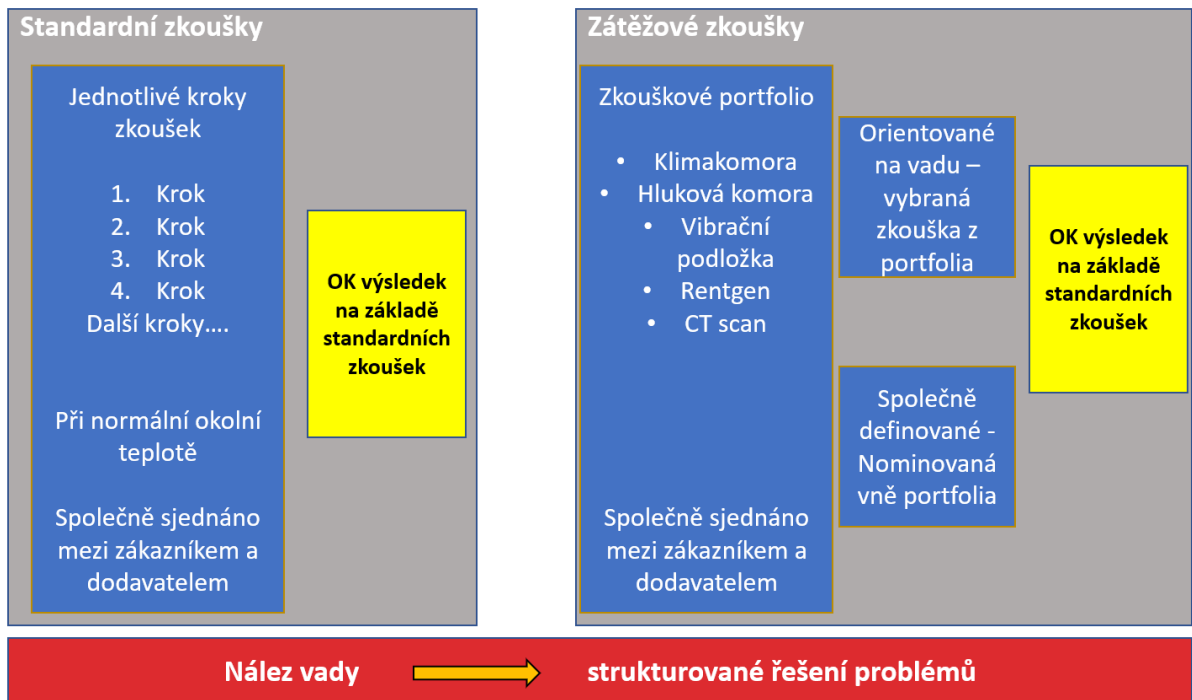 Standardní zkoušky
Jednotlivé kroky
zkoušek
1. Krok
2. Krok
3. Krok
4. Krok
Další kroky....
Při normální okolní
teplotě
Společně sjednáno
mezi zákazníkem a
dodavatelem
OK výsledek
na základě
standardních
zkoušek
Zátěžové zkoušky
Zkouškové portfolio
• Klimakomora
• Hluková komora
• Vibrační
podložka
• Rentgen
• CT scan
Společně sjednáno
mezi zákazníkem a
dodavatelem
Orientované
na vadu –
vybraná
zkouška z
portfolia
Společně
definované -
Nominovaná
vně portfolia
OK výsledek
na základě
standardních
zkoušek
Nález vady
strukturované řešení problémů